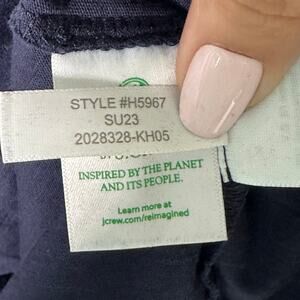 STYLE #H5967
SU23
2028328-KH05
INSPIRED BY THE PLANET
AND ITS PEOPLE.
Learn more at
jcrew.com/reimagined